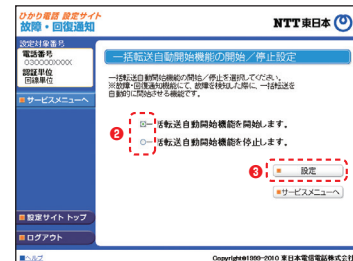 ひかり電話 設定サイト
故障・回復通知
NTT東日本
設定対象番号
電話番号
030000XXXX
認証単位
回線単位
サービスメニューへ
一括転送自動開始機能の開始／停止設定
一括転送自動開始機能の開始／停止を選択してください。
※故障・回復通知機能にて、故障を検知した際に、一括転送を
自動的に開始させる機能です。
❷
一括転送自動開始機能を開始します。
一括転送自動開始機能を停止します。
❸
設定
サービスメニューへ
設定サイトトップ
ログアウト
ヘルプ
Copyright©1999-2010 東日本電信電話株式会社